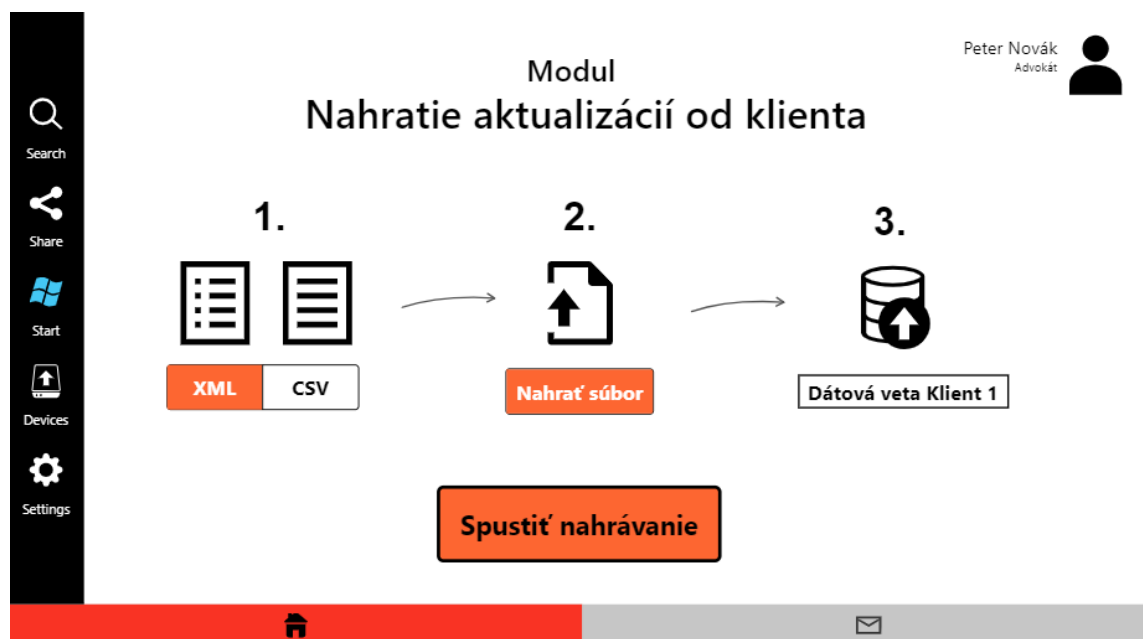 Peter Novák
Advokát
Modul
Nahratie aktualizácií od klienta
Search
Share
Start
Devices
Settings
1.
2.
3.
XML
CSV
Nahrať súbor
Dátová veta Klient 1
Spustiť nahrávanie